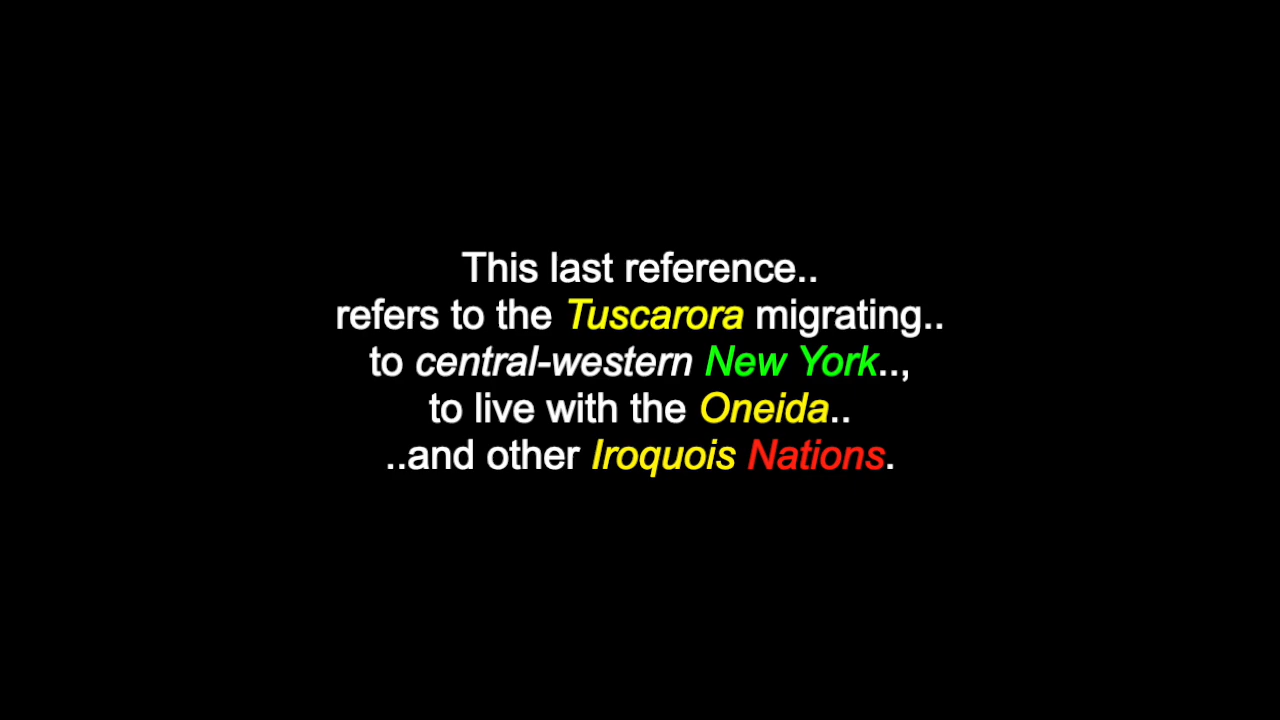 This last reference..
refers to the Tuscarora migrating..
to central-western New York..,
to live with the Oneida..
..and other Iroquois Nations.